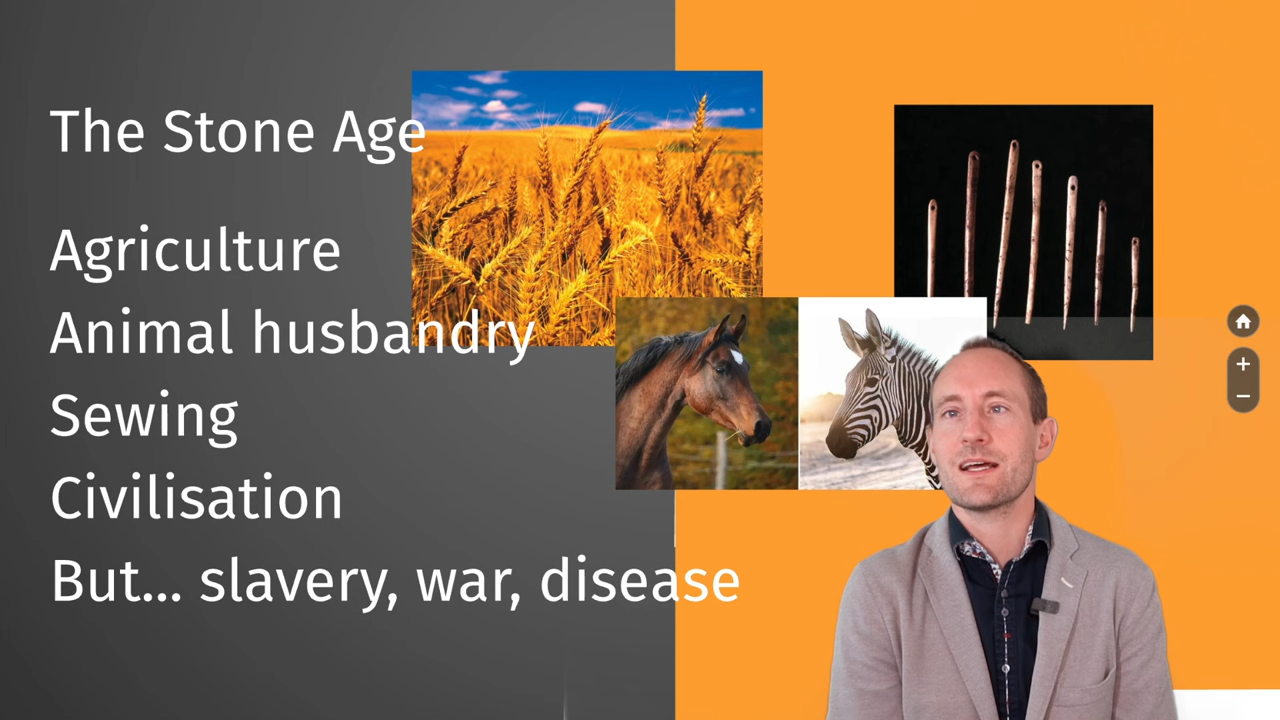 The Stone Age
Agriculture
Animal husbandry
Sewing
Civilisation
But... slavery, war, disease